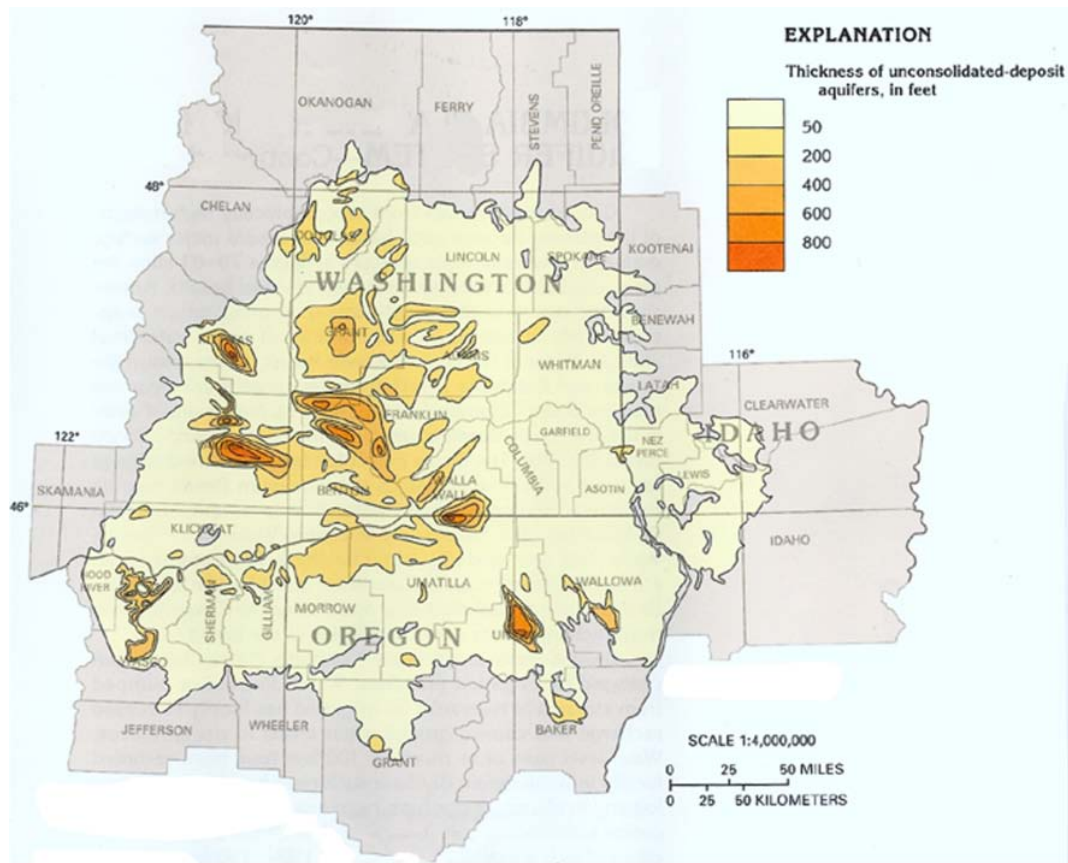 120°
118°
EXPLANATION
Thickness of unconsolidated-deposit
aquifers, in feet
50
200
400
600
800
OKANOGAN
FERRY
STEVENS
PEND OREILLE
48°
CHELAN
DOUGLAS
LINCOLN
SPOKANE
KOOTENAI
WASHINGTON
GRANT
BENEWAH
KITTITAS
ADAMS
WHITMAN
LATAH
116°
CLEARWATER
FRANKLIN
122°
GARFIELD
NEZ
PERCE
IDAHO
COLUMBIA
LEWIS
SKAMANIA
BENTON
WALLA
WALLA
ASOTIN
46°
KLICKITAT
IDAHO
HOOD
RIVER
UMATILLA
WALLOWA
SHERMAN
GILLIAM
MORROW
OREGON
UNION
WASCO
JEFFERSON
WHEELER
BAKER
GRANT
SCALE 1:4,000,000
0 25 50 MILES
0 25 50 KILOMETERS